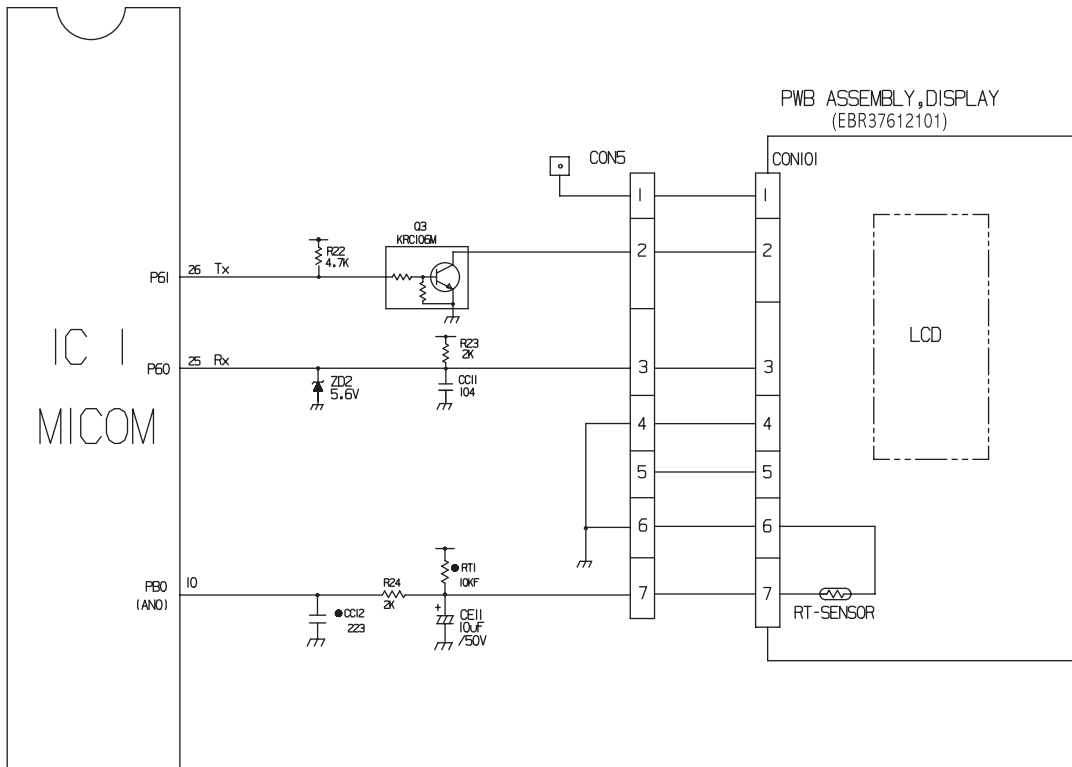 PWB ASSEMBLY,DISPLAY
(EBR37612101)
CON5
CON101
1
1
Q3
KRC106M
2
2
R22
4.7K
P61
26
Tx
LCD
IC 1
MICOM
R23
2K
P60
25
Rx
3
3
ZD2
5.6V
CC11
104
4
4
5
5
6
6
RT1
10KF
P80
(AN0)
10
R24
2K
7
7
RT-SENSOR
CC12
223
+
CE11
10uF
/50V